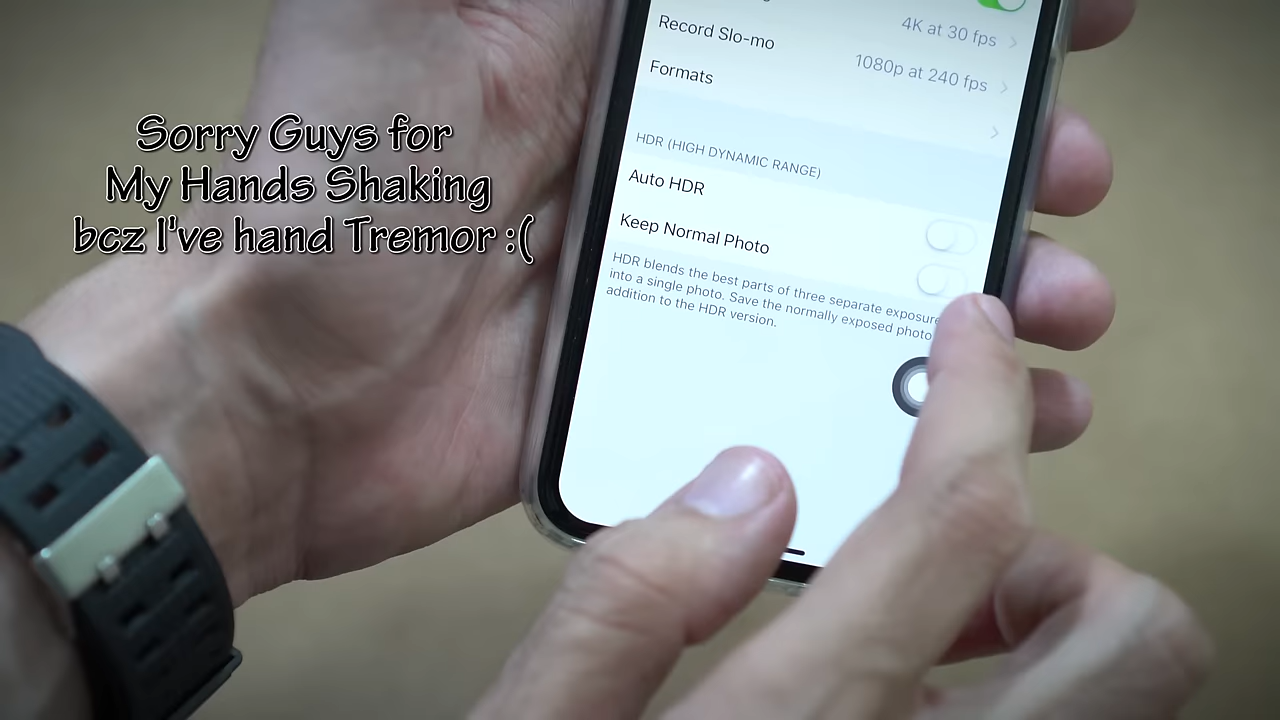 Sorry Guys for
My Hands Shaking
bcz I've hand Tremor :(
4K at 30 fps
Record Slo-mo
1080p at 240 fps
Formats
HDR (HIGH DYNAMIC RANGE)
Auto HDR
Keep Normal Photo
HDR blends the best parts of three separate
into a single photo. Save the normally exposed photo
addition to the HDR version.